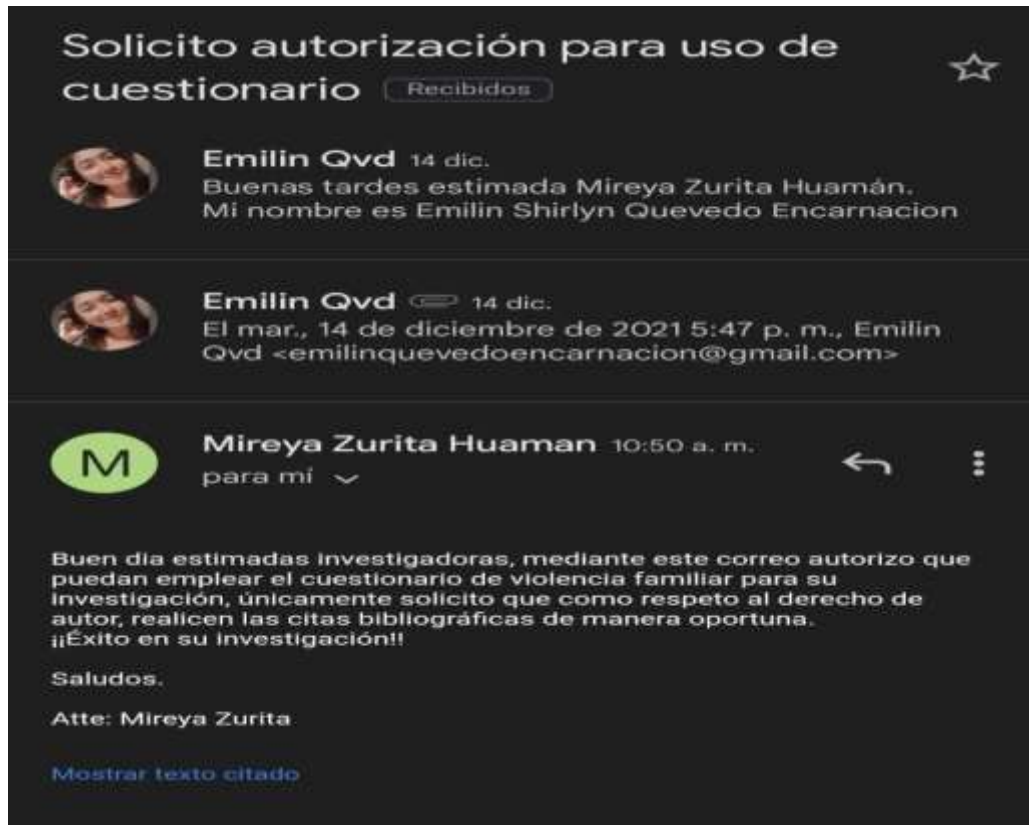 Solicito autorización para uso de
cuestionario Recibidos
Emilin Qvd 14 dic.
Buenas tardes estimada Mireya Zurita Huamán.
Mi nombre es Emilin Shirlyn Quevedo Encarnacion
Emilin Qvd 14 dic.
El mar., 14 de diciembre de 2021 5:47 p. m., Emilin
Qvd <emilinquevedoencarnacion@gmail.com>
M
Mireya Zurita Huaman 10:50 a. m.
para mí
Buen dia estimadas investigadoras, mediante este correo autorizo que
puedan emplear el cuestionario de violencia familiar para su
investigación, únicamente solicito que como respeto al derecho de
autor, realicen las citas bibliográficas de manera oportuna.
¡¡Éxito en su investigación!!
Saludos.
Atte: Mireya Zurita
Mostrar texto citado